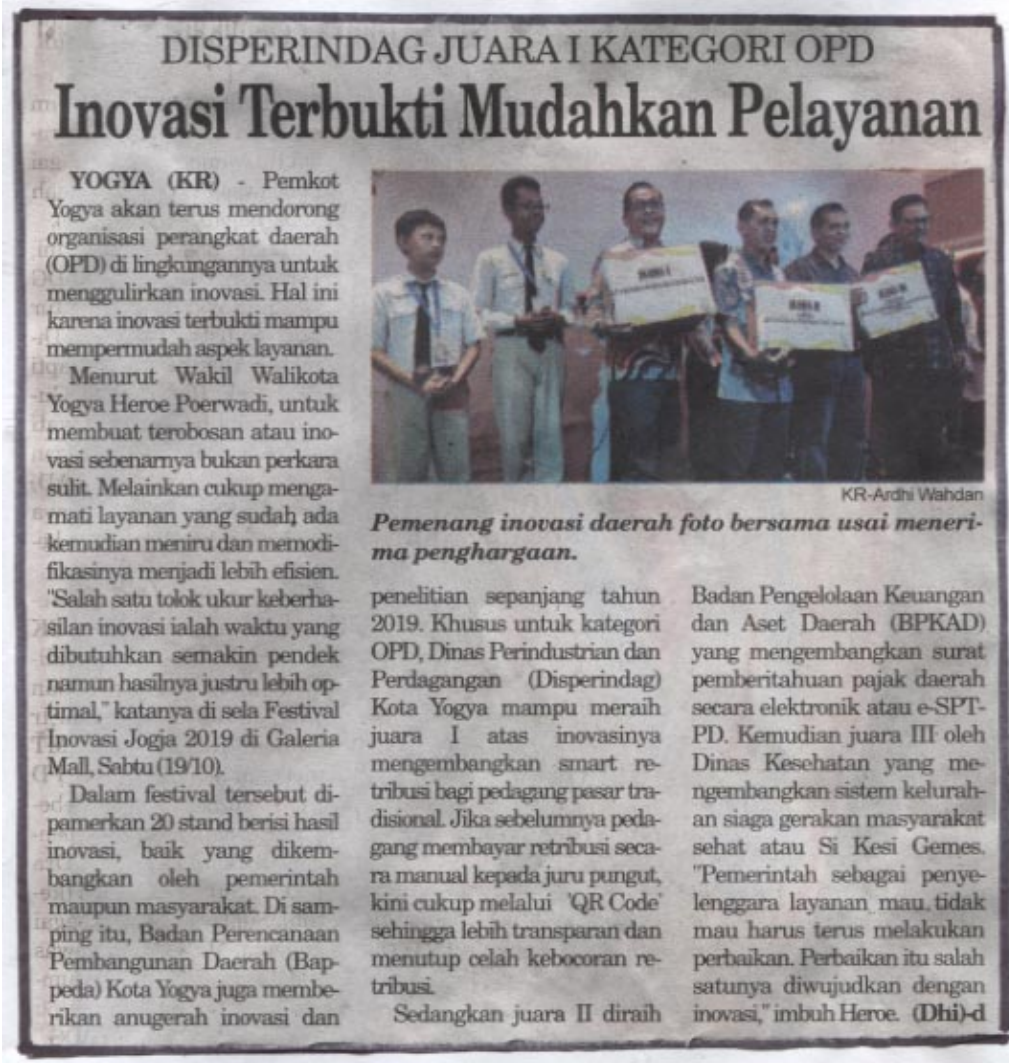 DISPERINDAG JUARA I KATEGORI OPD
Inovasi Terbukti Mudahkan Pelayanan
YOGYA (KR) - Pemkot
Yogya akan terus mendorong
organisasi perangkat daerah
(OPD) di lingkungannya untuk
menggulirkan inovasi. Hal ini
karena inovasi terbukti mampu
mempermudah aspek layanan.
Menurut Wakil Walikota
Yogya Heroe Poerwadi, untuk
membuat terobosan atau ino-
vasi sebenarnya bukan perkara
sulit. Melainkan cukup menga-
mati layanan yang sudah ada
kemudian meniru dan memodi-
fikasinya menjadi lebih efisien.
"Salah satu tolok ukur keberha-
silan inovasi ialah waktu yang
dibutuhkan semakin pendek
namun hasilnya justru lebih op-
timal," katanya di sela Festival
Inovasi Jogja 2019 di Galeria
Mall, Sabtu (19/10).
Dalam festival tersebut di-
pamerkan 20 stand berisi hasil
inovasi, baik yang dikem-
bangkan oleh pemerintah
maupun masyarakat. Di sam-
ping itu, Badan Perencanaan
Pembangunan Daerah (Bap-
peda) Kota Yogya juga membe-
rikan anugerah inovasi dan
KR-Ardhi Wahdan
Pemenang inovasi daerah foto bersama usai meneri-
ma penghargaan.
penelitian sepanjang tahun
2019. Khusus untuk kategori
OPD, Dinas Perindustrian dan
Perdagangan (Disperindag)
Kota Yogya mampu meraih
juara I atas inovasinya
mengembangkan smart re-
tribusi bagi pedagang pasar tra-
disional. Jika sebelumnya peda-
gang membayar retribusi seca-
ra manual kepada juru pungut,
kini cukup melalui 'QR Code'
sehingga lebih transparan dan
menutup celah kebocoran re-
tribusi.
Sedangkan juara II diraih
Badan Pengelolaan Keuangan
dan Aset Daerah (BPKAD)
yang mengembangkan surat
pemberitahuan pajak daerah
secara elektronik atau e-SPT-
PD. Kemudian juara III oleh
Dinas Kesehatan yang me-
ngembangkan sistem kelurah-
an siaga gerakan masyarakat
sehat atau Si Kesi Gemes.
"Pemerintah sebagai penye-
lenggara layanan mau tidak
mau harus terus melakukan
perbaikan. Perbaikan itu salah
satunya diwujudkan dengan
inovasi," imbuh Heroe. (Dhi)-d